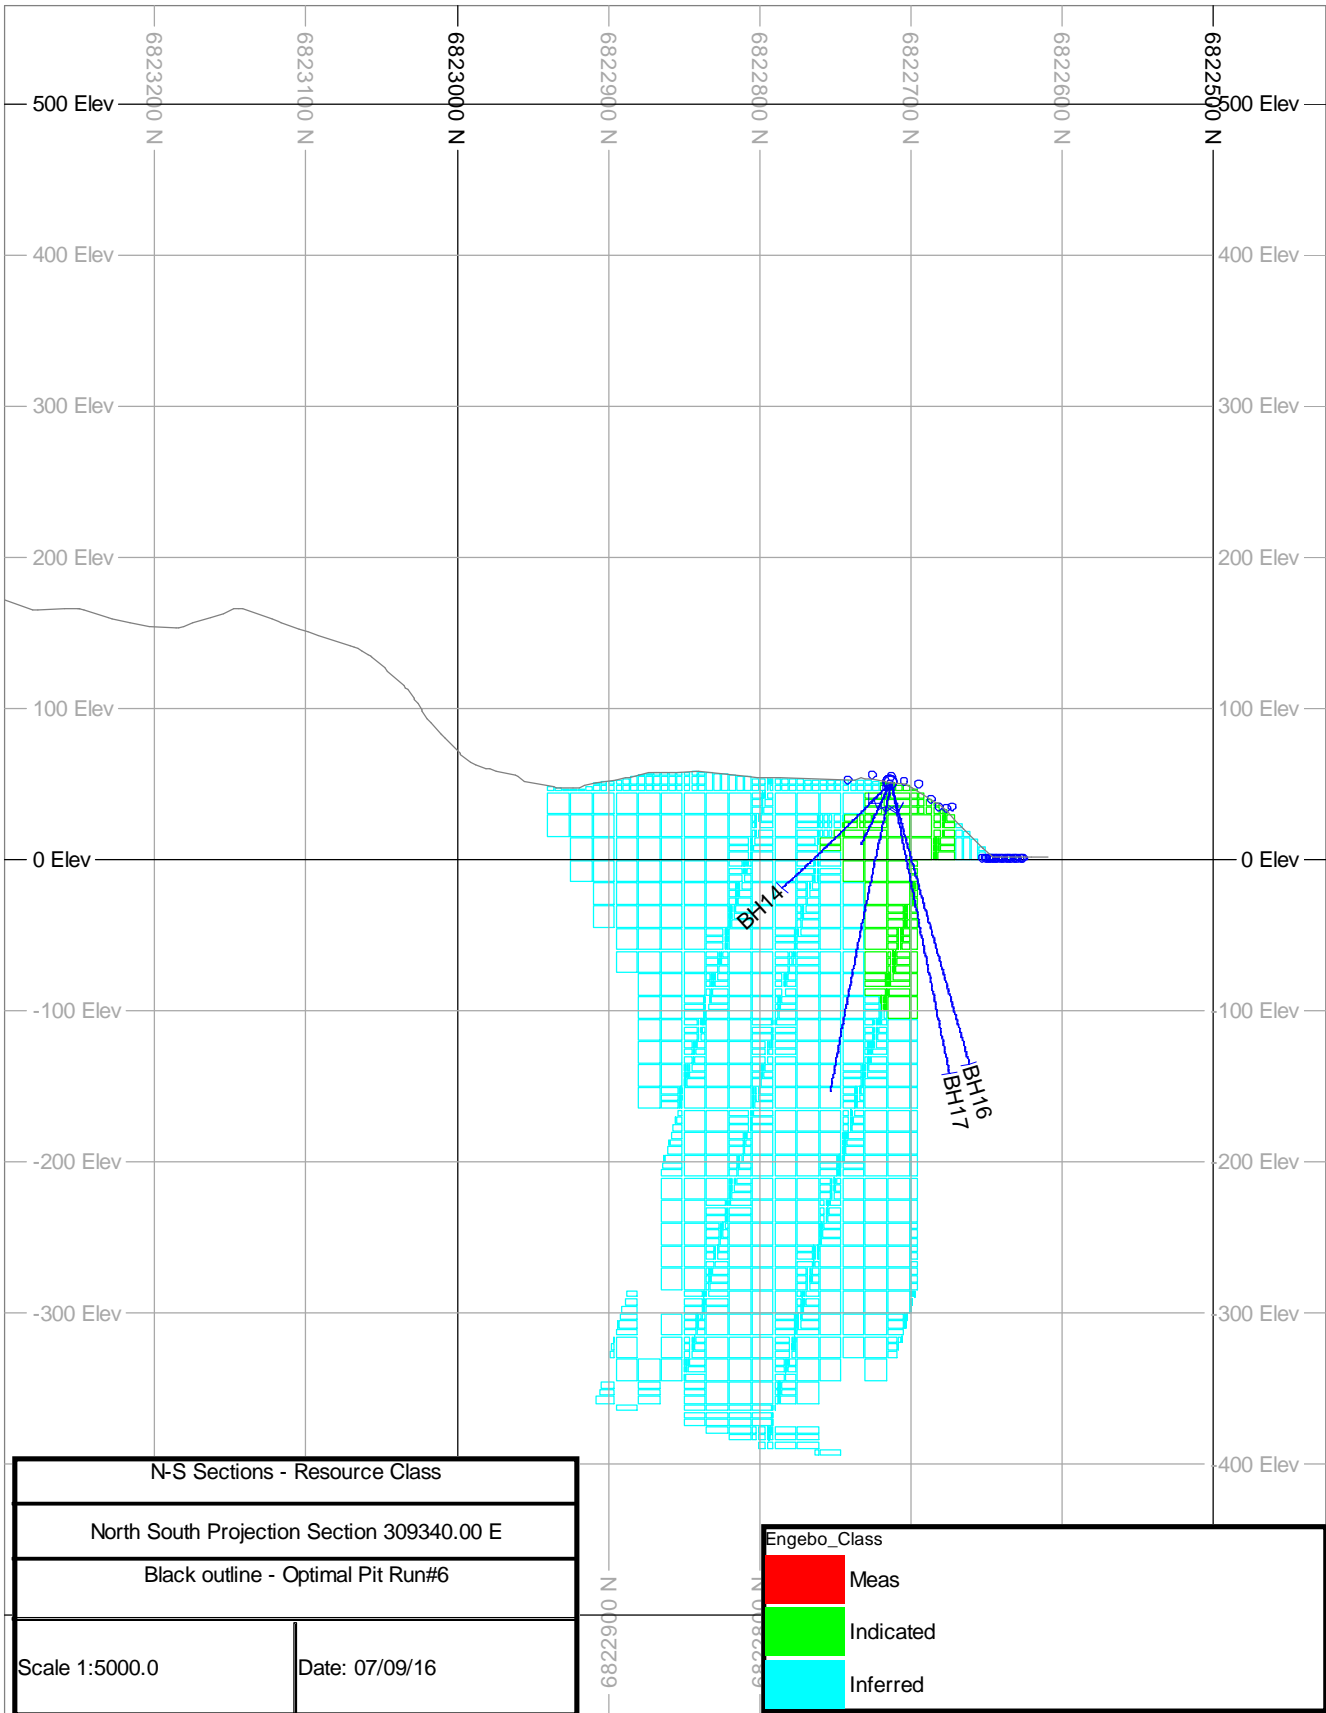 6823200 N
6823100 N
6823000 N
6822900 N
6822800 N
6822700 N
6822600 N
6822500 N
500 Elev
500 Elev
400 Elev
400 Elev
300 Elev
300 Elev
200 Elev
200 Elev
100 Elev
100 Elev
0 Elev
0 Elev
BH14
-100 Elev
-100 Elev
BH16
BH17
-200 Elev
-200 Elev
-300 Elev
-300 Elev
-400 Elev
N-S Sections - Resource Class
North South Projection Section 309340.00 E
Black outline - Optimal Pit Run#6
Scale 1:5000.0
Date: 07/09/16
6822900 N
6822800 N
Engebo_Class
Meas
Indicated
Inferred